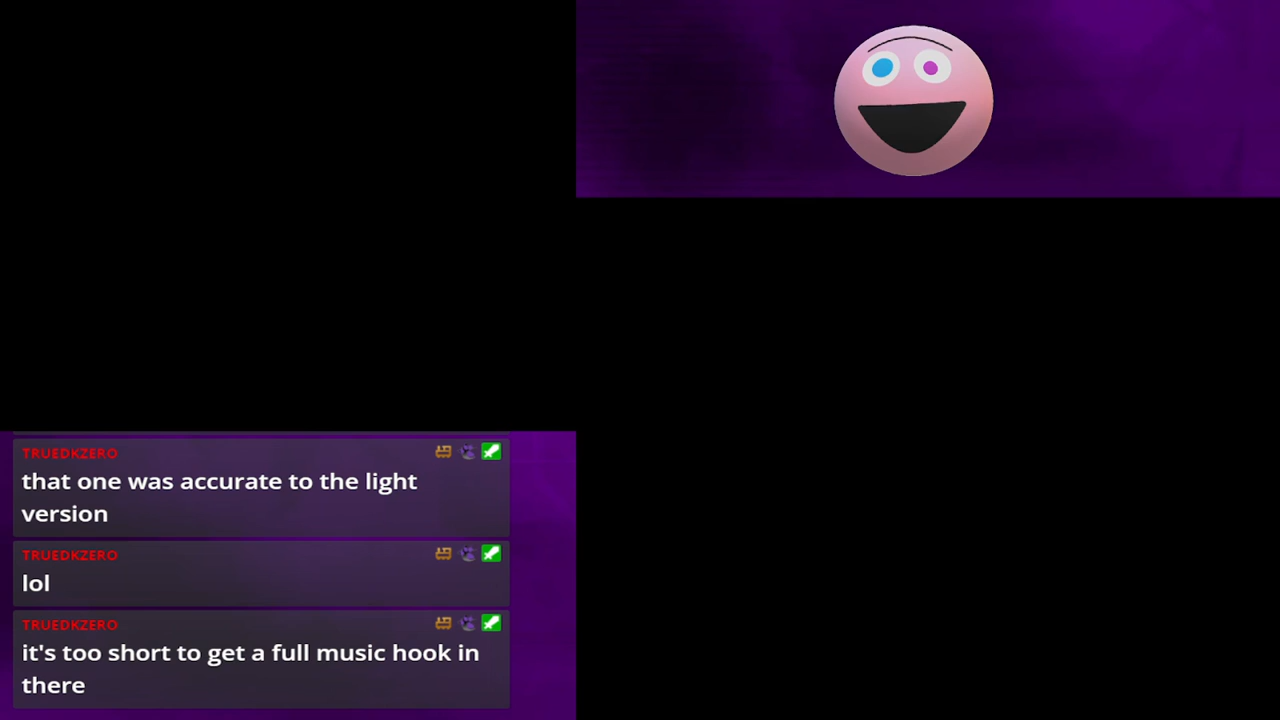 TRUEDKZERO
that one was accurate to the light
version
TRUEDKZERO
lol
TRUEDKZERO
it's too short to get a full music hook in
there